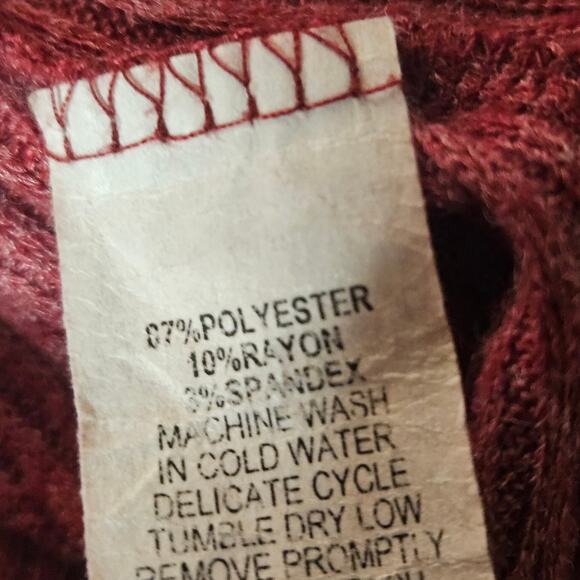 87%POLYESTER
10%RAYON
3%SPANDEX
MACHINE WASH
IN COLD WATER
DELICATE CYCLE
TUMBLE DRY LOW
REMOVE PROMPTLY